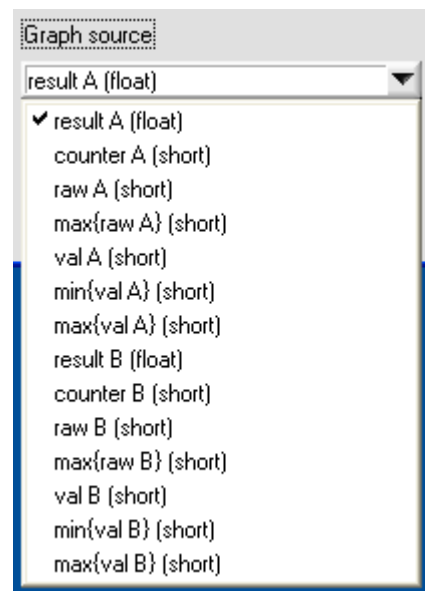 Graph source
result A (float)
result A (float)
counter A (short)
raw A (short)
max{raw A} (short)
val A (short)
min{val A} (short)
max{val A} (short)
result B (float)
counter B (short)
raw B (short)
max{raw B} (short)
val B (short)
min{val B} (short)
max{val B} (short)